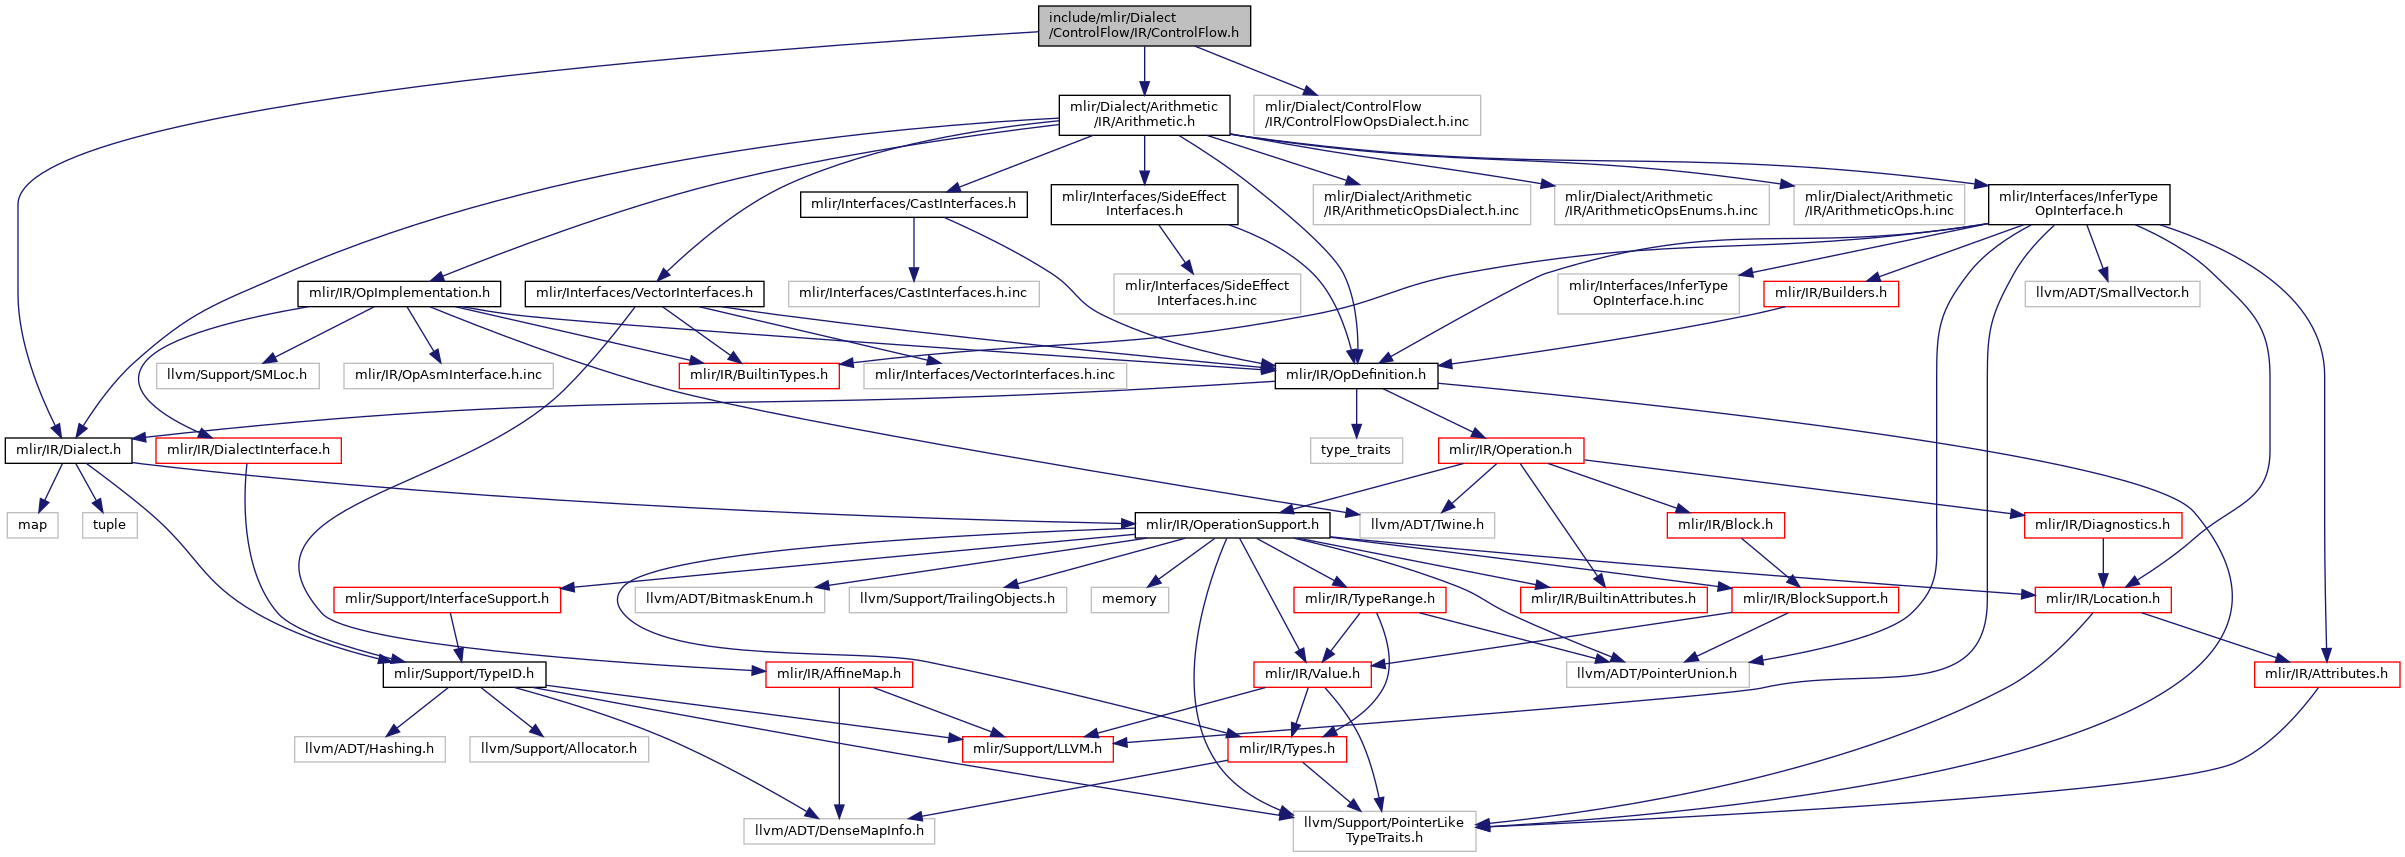 include/mlir/Dialect
/ControlFlow/IR/ControlFlow.h
mlir/Dialect/Arithmetic
/IR/Arithmetic.h
mlir/Dialect/ControlFlow
/IR/ControlFlowOpsDialect.h.inc
mlir/Interfaces/CastInterfaces.h
mlir/Interfaces/SideEffect
Interfaces.h
mlir/Dialect/Arithmetic
/IR/ArithmeticOpsDialect.h.inc
mlir/Dialect/Arithmetic
/IR/ArithmeticOpsEnums.h.inc
mlir/Dialect/Arithmetic
/IR/ArithmeticOps.h.inc
mlir/Interfaces/InferType
OpInterface.h
mlir/IR/OpImplementation.h
mlir/Interfaces/VectorInterfaces.h
mlir/Interfaces/CastInterfaces.h.inc
mlir/Interfaces/SideEffect
Interfaces.h.inc
mlir/Interfaces/InferType
OpInterface.h.inc
mlir/IR/Builders.h
llvm/ADT/SmallVector.h
llvm/Support/SMLoc.h
mlir/IR/OpAsmInterface.h.inc
mlir/IR/BuiltinTypes.h
mlir/Interfaces/VectorInterfaces.h.inc
mlir/IR/OpDefinition.h
mlir/IR/Dialect.h
mlir/IR/DialectInterface.h
type_traits
mlir/IR/Operation.h
map
tuple
mlir/IR/OperationSupport.h
llvm/ADT/Twine.h
mlir/IR/Block.h
mlir/IR/Diagnostics.h
mlir/Support/InterfaceSupport.h
llvm/ADT/BitmaskEnum.h
llvm/Support/TrailingObjects.h
memory
mlir/IR/TypeRange.h
mlir/IR/BuiltinAttributes.h
mlir/IR/BlockSupport.h
mlir/IR/Location.h
mlir/Support/TypeID.h
mlir/IR/AffineMap.h
mlir/IR/Value.h
llvm/ADT/PointerUnion.h
mlir/IR/Attributes.h
llvm/ADT/Hashing.h
llvm/Support/Allocator.h
mlir/Support/LLVM.h
mlir/IR/Types.h
llvm/ADT/DenseMapInfo.h
llvm/Support/PointerLike
TypeTraits.h